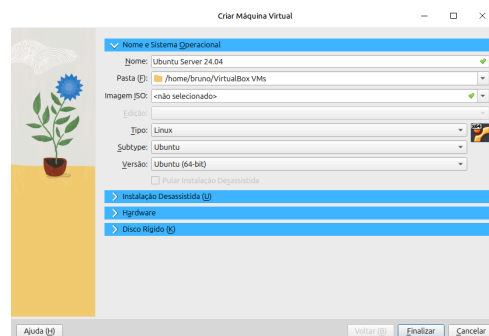 Criar Máquina Virtual
Nome e Sistema Operacional
Nome: Ubuntu Server 24.04
Pasta (F): /home/bruno/VirtualBox VMs
Imagem ISO: <não selecionado>
Edição:
Tipo: Linux
Subtype: Ubuntu
Versão: Ubuntu (64-bit)
Pular Instalação Desassistida
Instalação Desassistida (U)
Hardware
Disco Rígido (K)
Ajuda (H) Voltar (B) Finalizar Cancelar